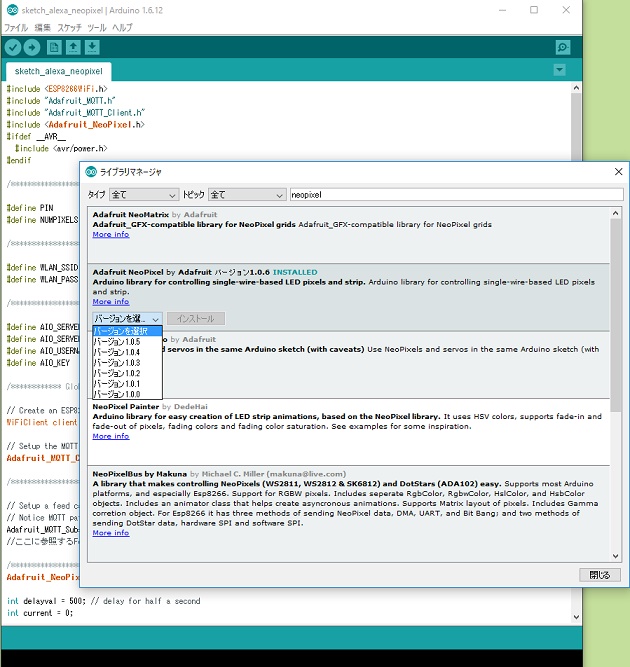 sketch_alexa_neopixel | Arduino 1.6.12
ファイル 編集 スケッチ ツール ヘルプ
sketch_alexa_neopixel
#include <ESP8266WiFi.h>
#include "Adafruit_MQTT.h"
#include "Adafruit_MQTT_Client.h"
#include <Adafruit_NeoPixel.h>
#ifdef __AVR__
#include <avr/power.h>
#endif
#define PIN
#define NUMPIXELS
#define WLAN_SSID
#define WLAN_PASS
#define AIO_SERVER
#define AIO_SERVE
#define AIO_USERNA
#define AIO_KEY
/************ Glo
// Create an ESP8
WiFiClient client
// Setup the MQTT
Adafruit_MQTT_C
// Setup a feed c
// Notice MQTT pa
Adafruit_MQTT_Sub
//ここに参照するFe
Adafruit_NeoPix
int delayval = 500; // delay for half a second
int current = 0;
ライブラリマネージャ
タイプ 全て トピック 全て neopixel
Adafruit NeoMatrix by Adafruit
Adafruit_GFX-compatible library for NeoPixel grids Adafruit_GFX-compatible library for NeoPixel grids
More info
Adafruit NeoPixel by Adafruit バージョン1.0.6 INSTALLED
Arduino library for controlling single-wire-based LED pixels and strip. Arduino library for controlling single-wire-based LED pixels
and strip.
More info
バージョンを選... インストール
バージョンを選択
バージョン1.0.5
バージョン1.0.4
バージョン1.0.3
バージョン1.0.2
バージョン1.0.1
バージョン1.0.0
o by Adafruit
d servos in the same Arduino sketch (with caveats) Use NeoPixels and servos in the same Arduino sketch (with
NeoPixel Painter by DedeHai
Arduino library for easy creation of LED strip animations, based on the NeoPixel library. It uses HSV colors, supports fade-in and
fade-out of pixels, fading colors and fading color saturation. See examples for some inspiration.
More info
NeoPixelBus by Makuna by Michael C. Miller (makuna@live.com)
A library that makes controlling NeoPixels (WS2811, WS2812 & SK6812) and DotStars (ADA102) easy. Supports most Arduino
platforms, and especially Esp8266. Support for RGBW pixels. Includes seperate RgbColor, RgbwColor, HslColor, and HsbColor
objects. Includes an animator class that helps create asyncronous animations. Supports Matrix layout of pixels. Includes Gamma
corretion object. For Esp8266 it has three methods of sending NeoPixel data, DMA, UART, and Bit Bang; and two methods of
sending DotStar data, hardware SPI and software SPI.
More info
閉じる